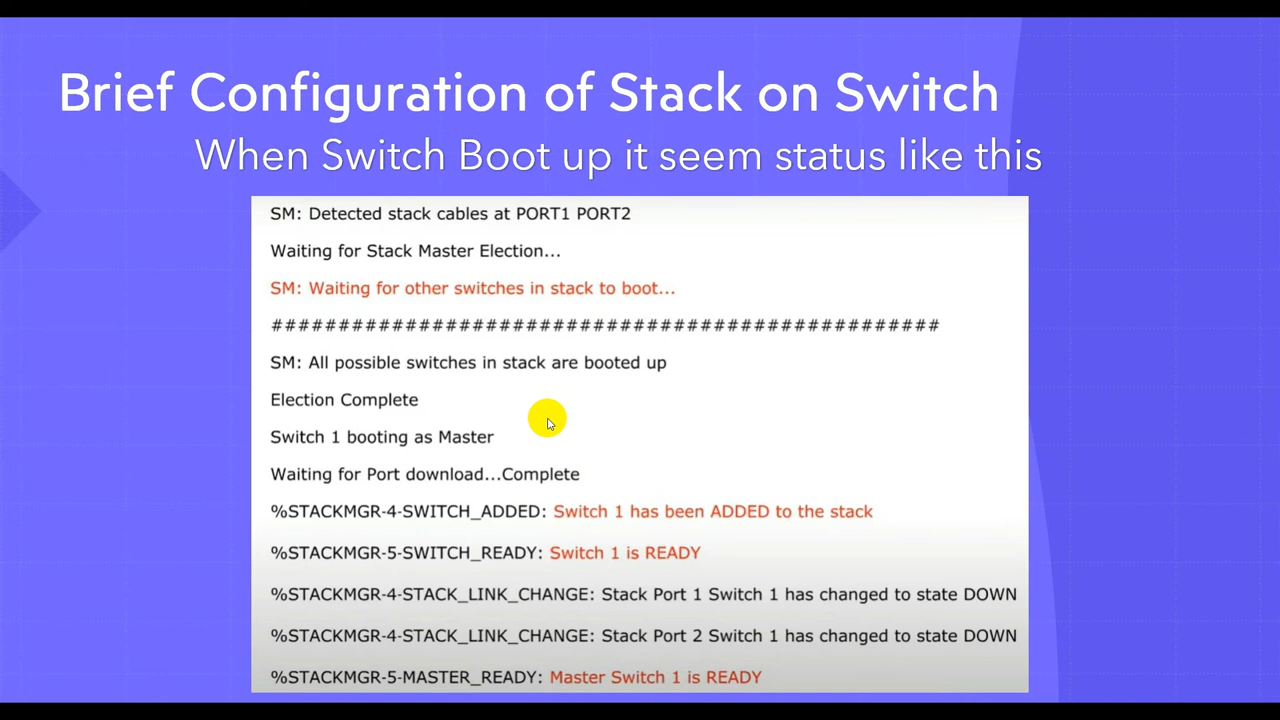 Brief Configuration of Stack on Switch
When Switch Boot up it seem status like this
SM: Detected stack cables at PORT1 PORT2
Waiting for Stack Master Election...
SM: Waiting for other switches in stack to boot...
##################################################
SM: All possible switches in stack are booted up
Election Complete
Switch 1 booting as Master
Waiting for Port download...Complete
%STACKMGR-4-SWITCH_ADDED: Switch 1 has been ADDED to the stack
%STACKMGR-5-SWITCH_READY: Switch 1 is READY
%STACKMGR-4-STACK_LINK_CHANGE: Stack Port 1 Switch 1 has changed to state DOWN
%STACKMGR-4-STACK_LINK_CHANGE: Stack Port 2 Switch 1 has changed to state DOWN
%STACKMGR-5-MASTER_READY: Master Switch 1 is READY